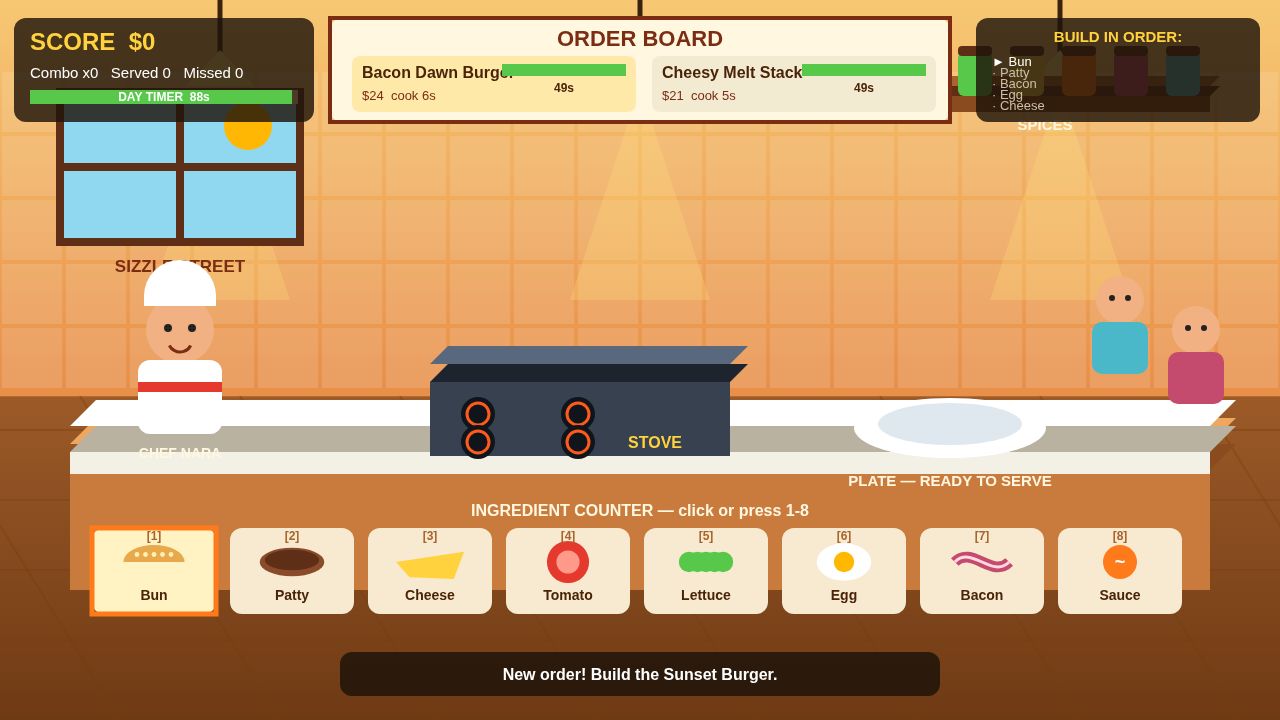 SCORE $0
Combo x0 Served 0 Missed 0
DAY TIMER 88s
ORDER BOARD
Bacon Dawn Burger
49s
$24 cook 6s
Cheesy Melt Stack
49s
$21 cook 5s
BUILD IN ORDER:
► Bun
· Patty
· Bacon
· Egg
· Cheese
SPICES
SIZZLE STREET
CHEF NARA
STOVE
PLATE — READY TO SERVE
INGREDIENT COUNTER — click or press 1-8
[1] [2] [3] [4] [5] [6] [7] [8]
~
Bun Patty Cheese Tomato Lettuce Egg Bacon Sauce
New order! Build the Sunset Burger.